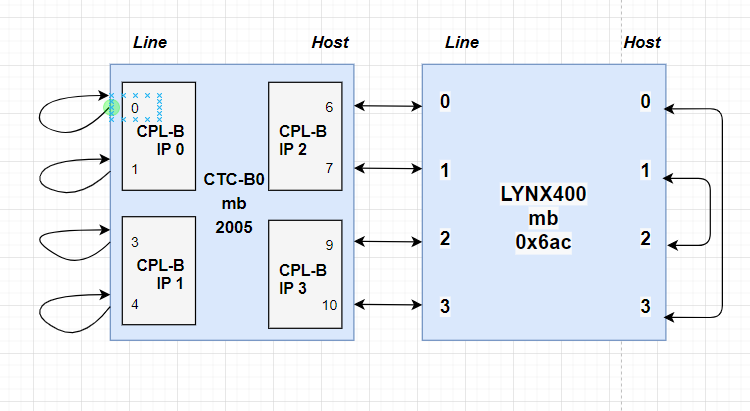 Line
Host
Line
Host
0
CPL-B
IP 0
1
3
CPL-B
IP 1
4
CTC-B0
mb
2005
6
CPL-B
IP 2
7
9
CPL-B
IP 3
10
0
1
2
3
LYNX400
mb
0x6ac
0
1
2
3